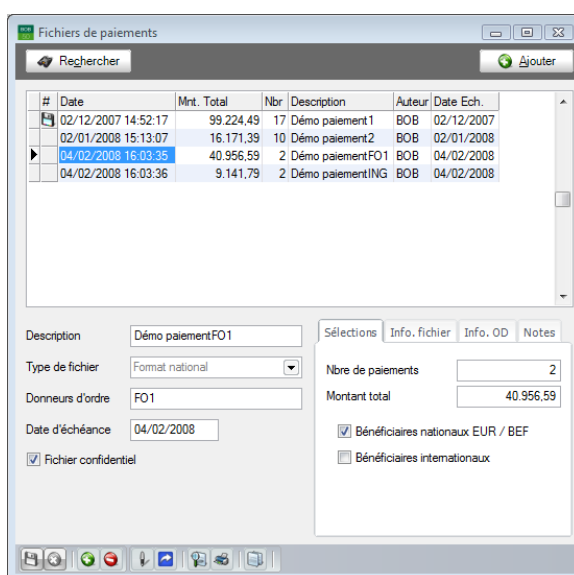 BOB
Fichiers de paiements
Rechercher
Ajouter
# Date Mnt. Total Nbr Description Auteur Date Ech.
02/12/2007 14:52:17 99.224,49 17 Démo paiement1 BOB 02/12/2007
02/01/2008 15:13:07 16.171,39 10 Démo paiement2 BOB 02/01/2008
04/02/2008 16:03:35 40.956,59 2 Démo paiementFO1 BOB 04/02/2008
04/02/2008 16:03:36 9.141,79 2 Démo paiementING BOB 04/02/2008
Description Démo paiementFO1
Type de fichier Format national
Donneurs d'ordre FO1
Date d'échéance 04/02/2008
Fichier confidentiel
Sélections Info. fichier Info. OD Notes
Nbre de paiements 2
Montant total 40.956,59
Bénéficiaires nationaux EUR / BEF
Bénéficiaires internationaux